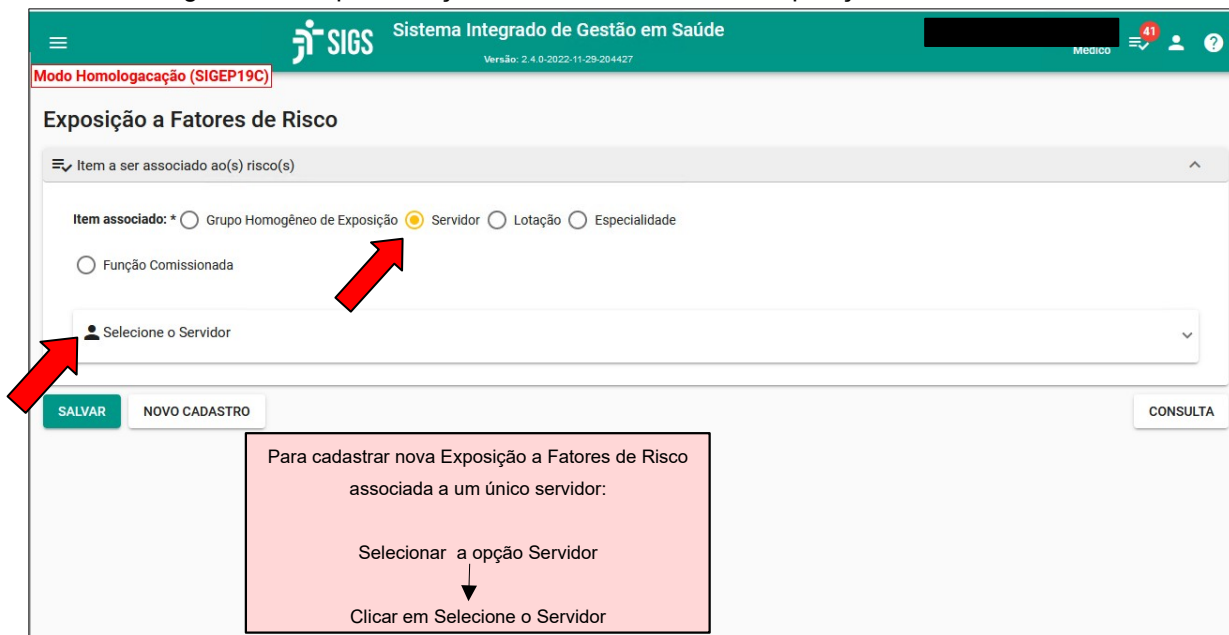 SIGS
Sistema Integrado de Gestão em Saúde
Versão: 2.4.0-2022-11-29-204427
Médico
41
?
Modo Homologacação (SIGEP19C)
Exposição a Fatores de Risco
Item a ser associado ao(s) risco(s)
Item associado: * Grupo Homogêneo de Exposição Servidor Lotação Especialidade
Função Comissionada
Selecione o Servidor
SALVAR NOVO CADASTRO CONSULTA
Para cadastrar nova Exposição a Fatores de Risco
associada a um único servidor:
Selecionar a opção Servidor
Clicar em Selecione o Servidor